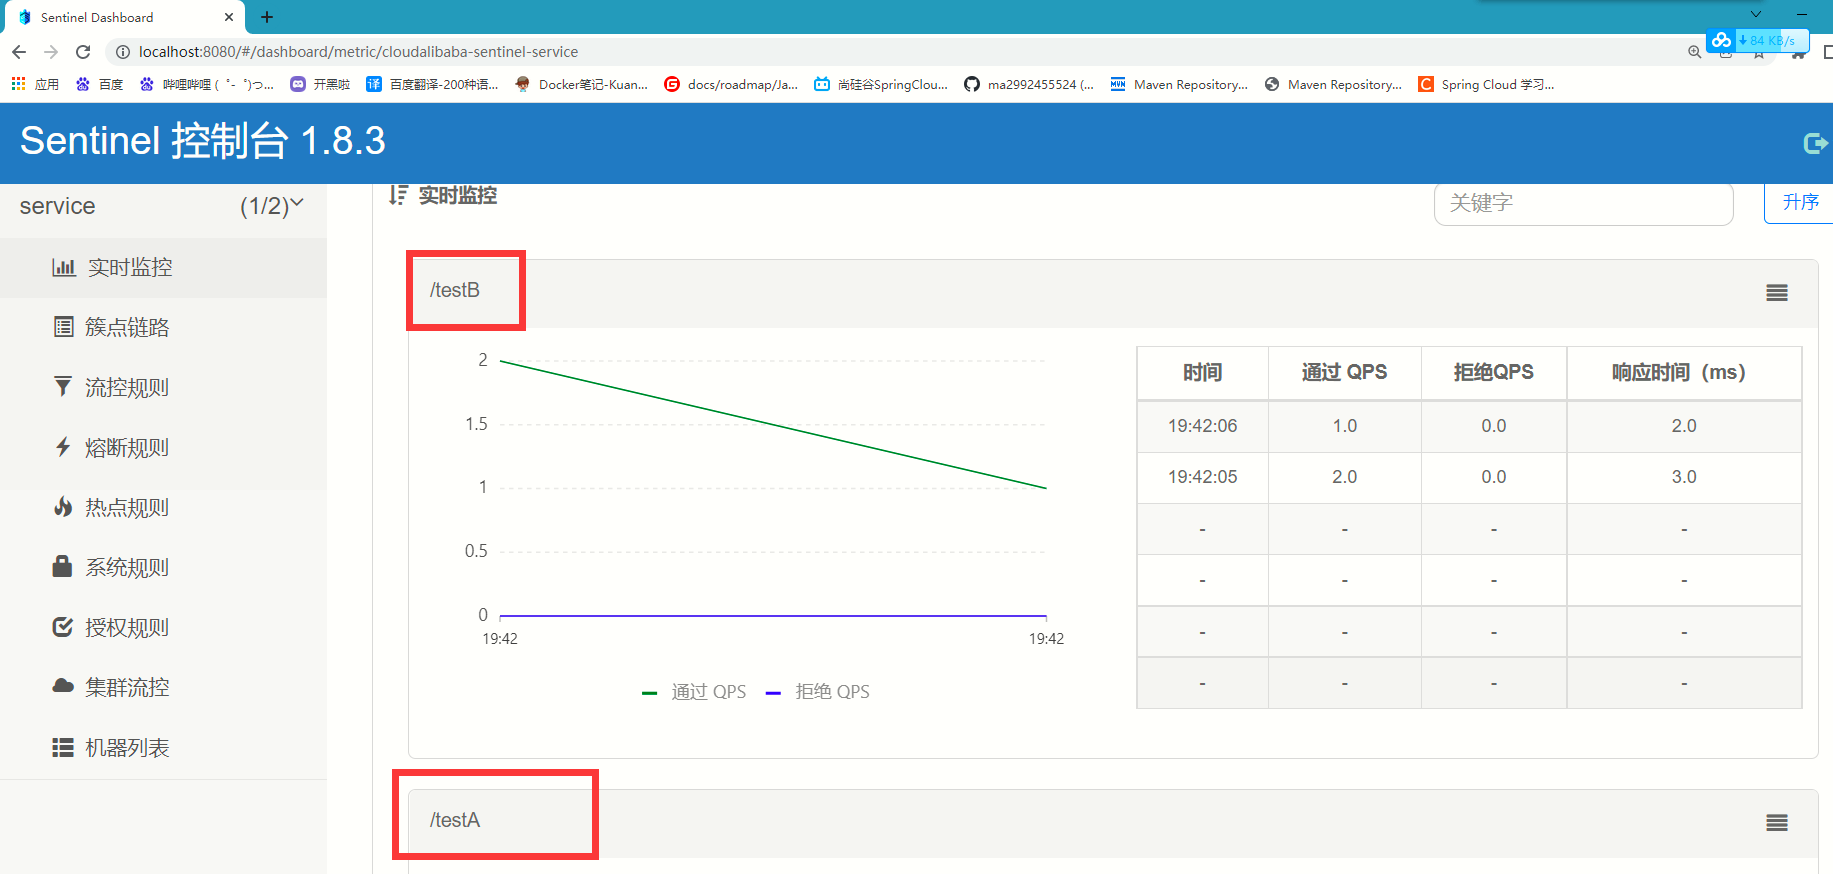 Sentinel Dashboard
localhost:8080/#/dashboard/metric/cloudalibaba-sentinel-service
84 KB/s
应用 百度 哔哩哔哩 ( ゜- ゜)つ... 开黑啦 译 百度翻译-200种语... Docker笔记-Kuan... docs/roadmap/Ja... 尚硅谷SpringClou... ma2992455524 (... Maven Repository... Maven Repository... Spring Cloud 学习...
Sentinel 控制台 1.8.3
service (1/2)
实时监控
簇点链路
流控规则
熔断规则
热点规则
系统规则
授权规则
集群流控
机器列表
实时监控 关键字 升序
/testB
2
1.5
1
0.5
0
19:42 19:42
通过 QPS 拒绝 QPS
时间 通过 QPS 拒绝QPS 响应时间（ms）
19:42:06 1.0 0.0 2.0
19:42:05 2.0 0.0 3.0
- - - -
- - - -
- - - -
- - - -
/testA